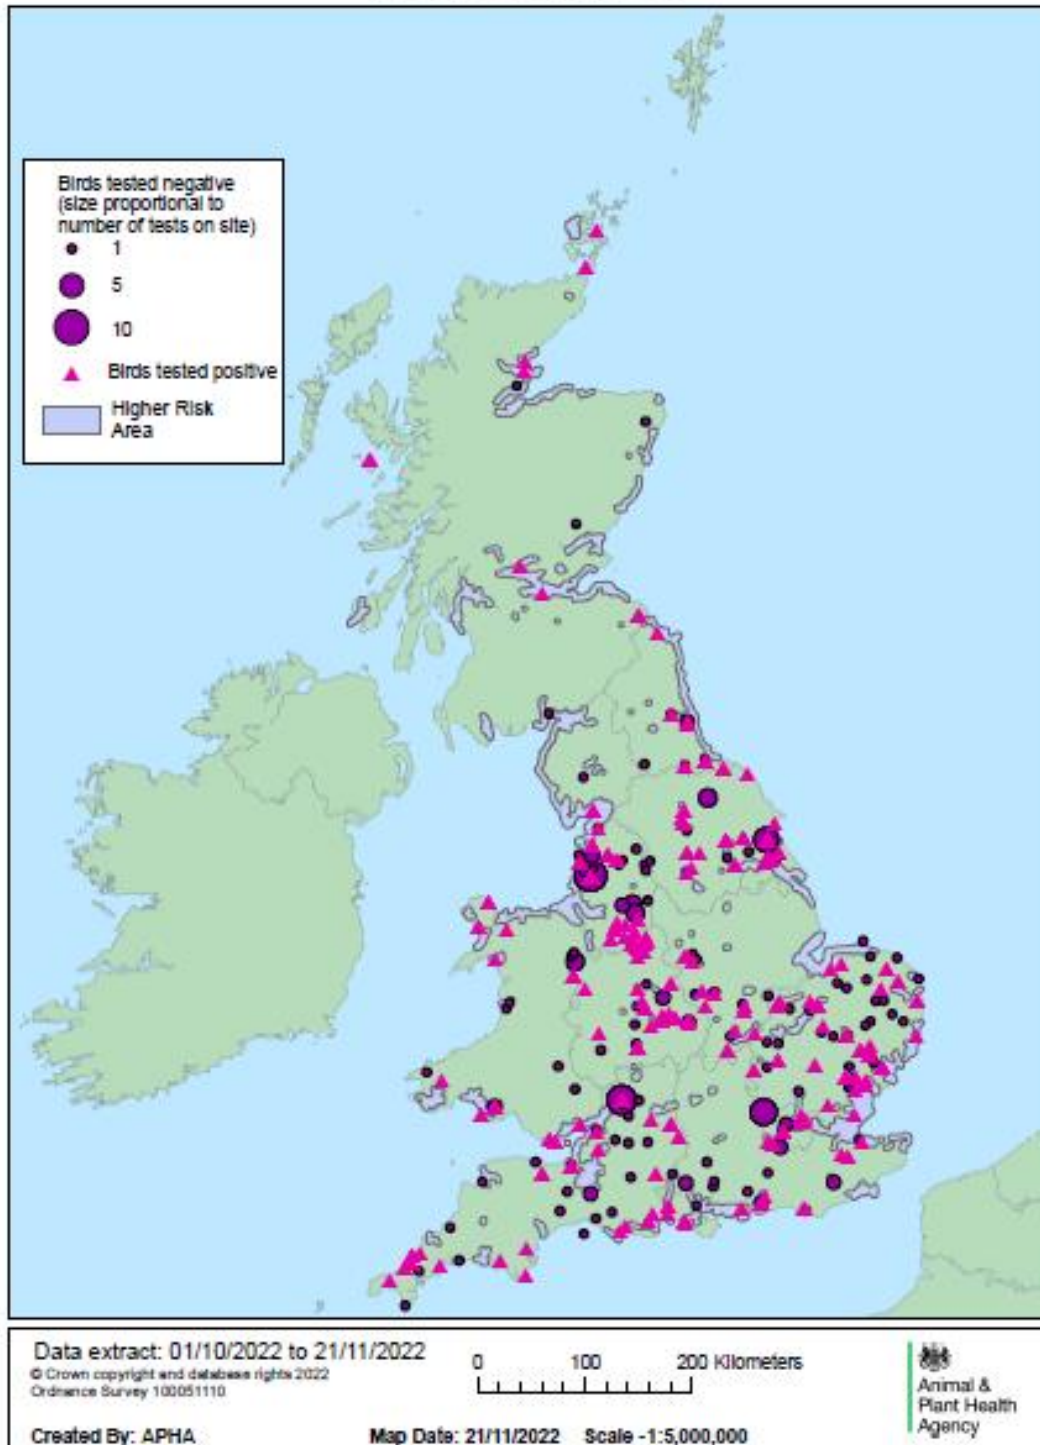 Birds tested negative
(size proportional to
number of tests on site)
1
5
10
Birds tested positive
Higher Risk
Area
Data extract: 01/10/2022 to 21/11/2022
© Crown copyright and database rights 2022
Ordnance Survey 100051110
0 100 200 Kilometers
Animal &
Plant Health
Agency
Created By: APHA Map Date: 21/11/2022 Scale -1:5,000,000